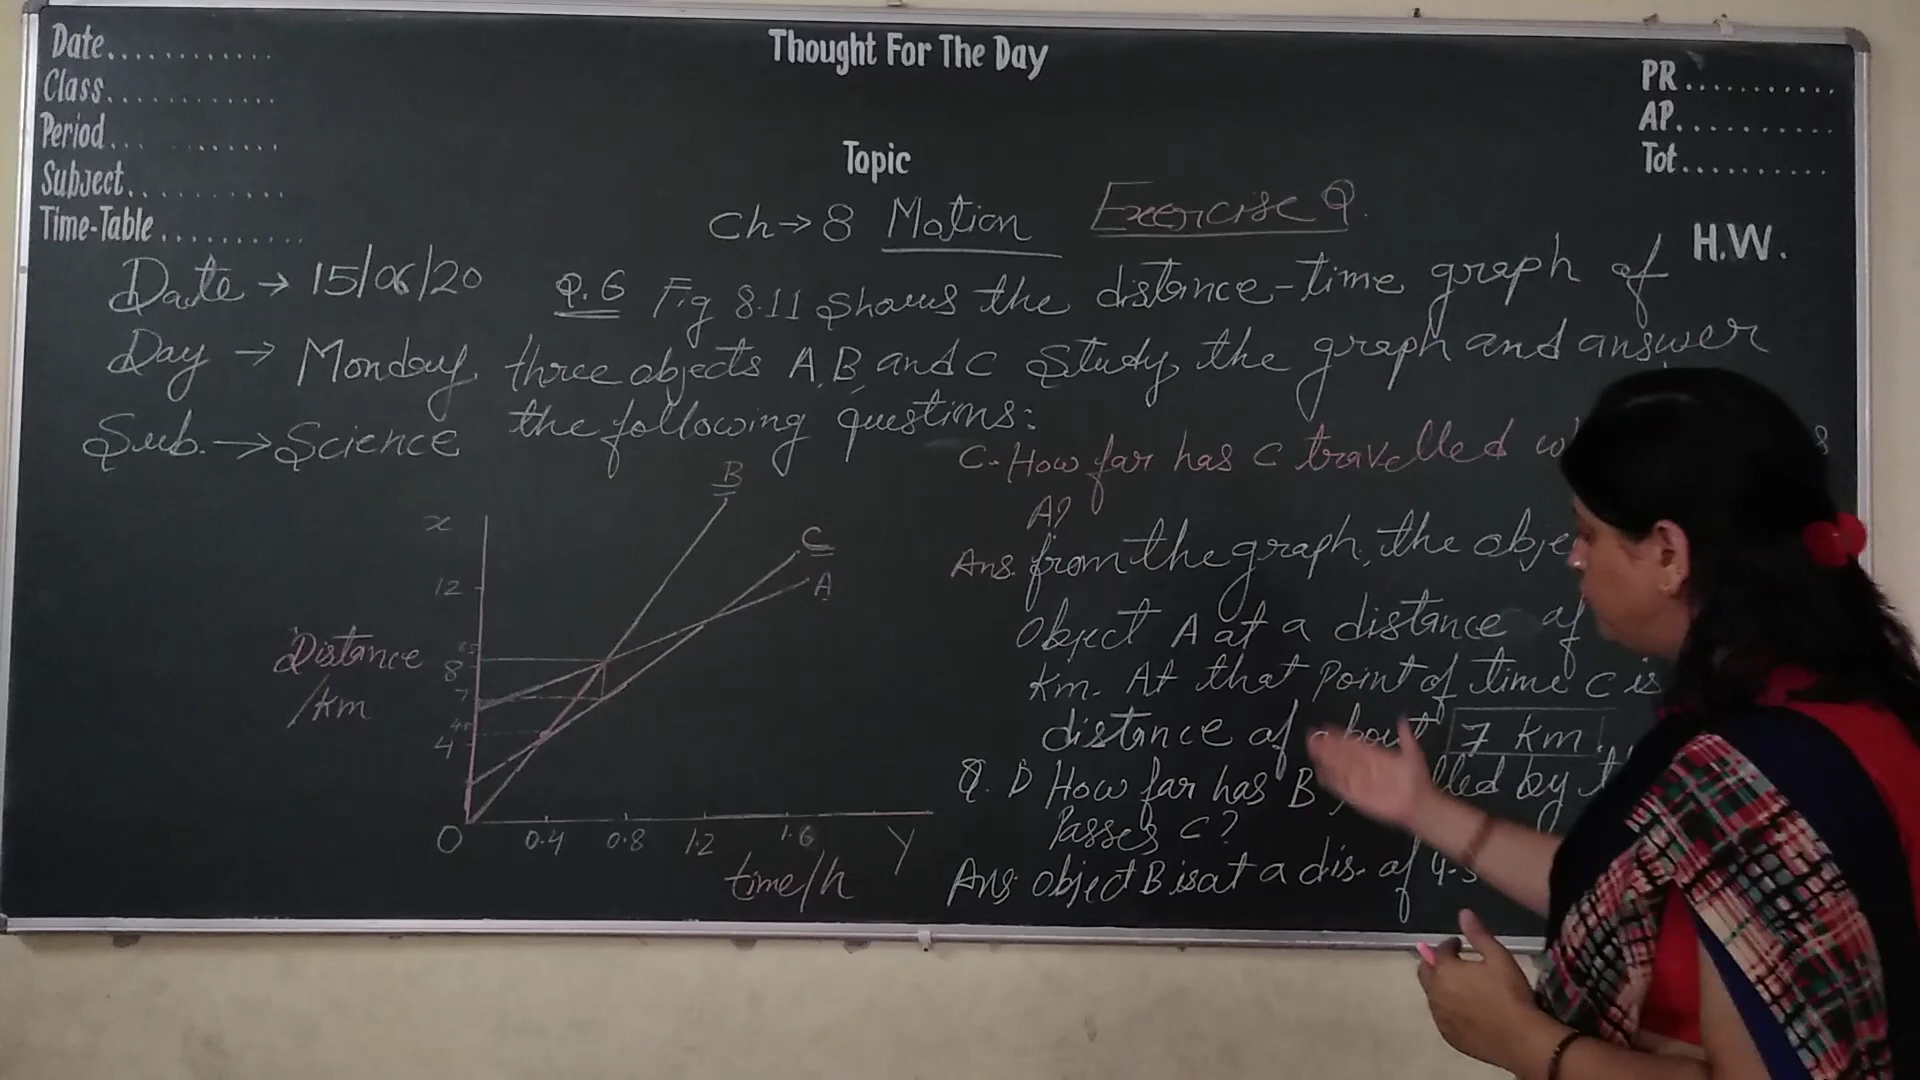 Date............
Class............
Period............
Subject............
Time-Table............
Thought For The Day
PR............
AP............
Tot............
Topic
Ch→8 Motion Exercise Q.
H.W.
Date → 15/06/20
Day → Monday.
Sub. → Science
Q.6 Fig 8.11 Shows the distance-time graph of
three objects A, B, and C Study, the graph and answer
the following questions:
x
B
C
A
12
8
7
4
Distance
/km
O
0.4
0.8
1.2
1.6
Y
time/h
C- How far has C travelled
A?
Ans. from the graph, the
object A at a distance of
km. At that Point of time C is
distance of about 7 km.
Q. D How far has B by
Passes C?
Ans object B is at a dis. of